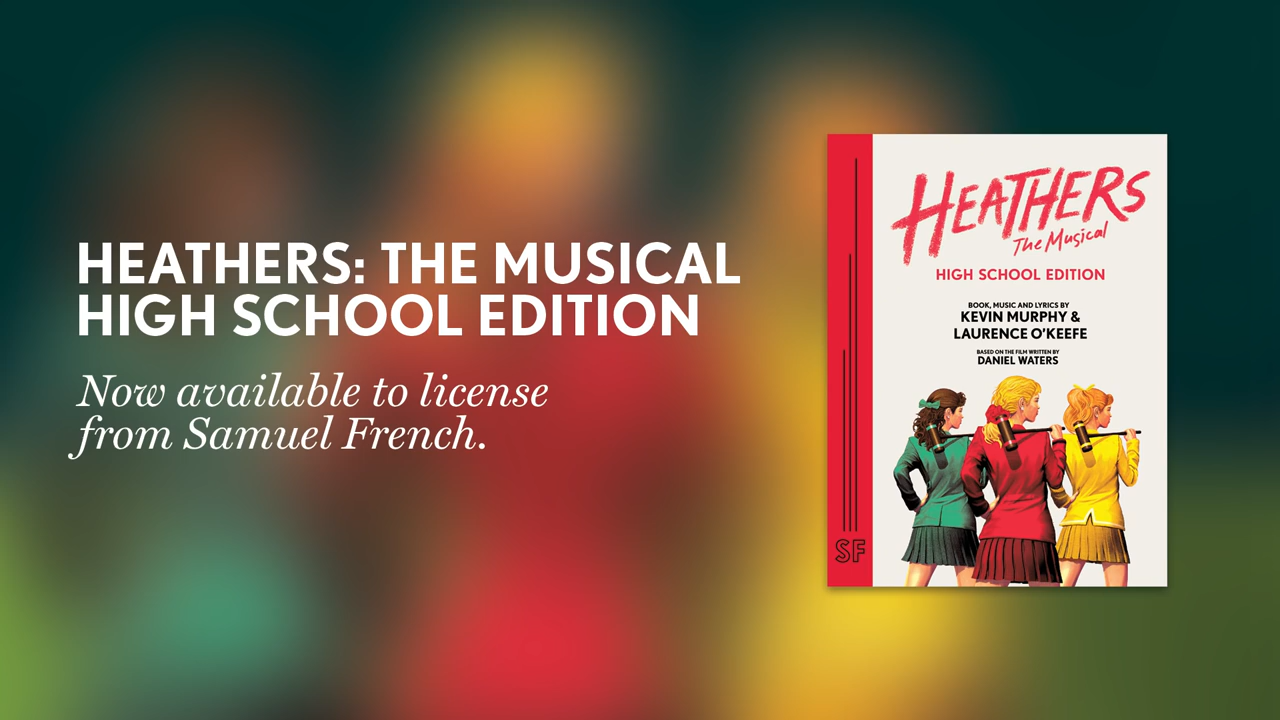 HEATHERS: THE MUSICAL
HIGH SCHOOL EDITION
Now available to license
from Samuel French.
HEATHERS
The Musical
HIGH SCHOOL EDITION
BOOK, MUSIC AND LYRICS BY
KEVIN MURPHY &
LAURENCE O'KEEFE
BASED ON THE FILM WRITTEN BY
DANIEL WATERS
SF